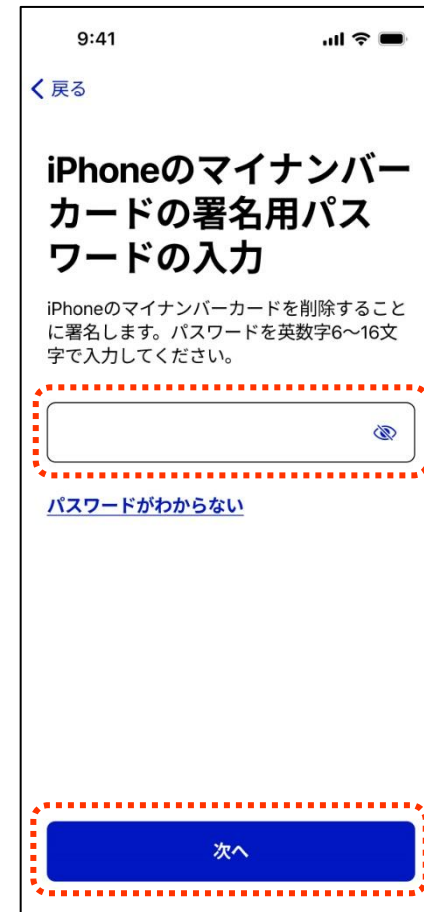 9:41
戻る
iPhoneのマイナンバー
カードの署名用パス
ワードの入力
iPhoneのマイナンバーカードを削除すること
に署名します。パスワードを英数字6〜16文
字で入力してください。
パスワードがわからない
次へ